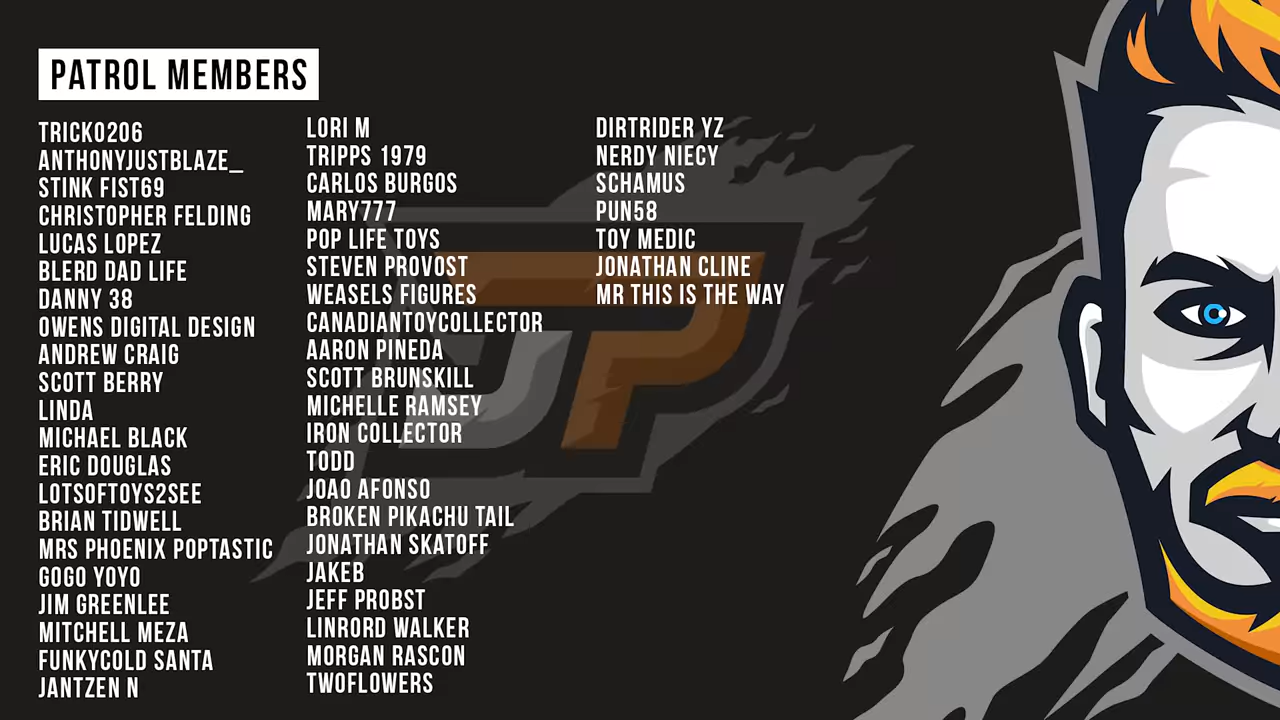 PATROL MEMBERS
TRICKO206
ANTHONYJUSTBLAZE_
STINK FIST69
CHRISTOPHER FELDING
LUCAS LOPEZ
BLERD DAD LIFE
DANNY 38
OWENS DIGITAL DESIGN
ANDREW CRAIG
SCOTT BERRY
LINDA
MICHAEL BLACK
ERIC DOUGLAS
LOTSOFTOYS2SEE
BRIAN TIDWELL
MRS PHOENIX POPTASTIC
GOGO YOYO
JIM GREENLEE
MITCHELL MEZA
FUNKYCOLD SANTA
JANTZEN N
LORI M
TRIPPS 1979
CARLOS BURGOS
MARY777
POP LIFE TOYS
STEVEN PROVOST
WEASELS FIGURES
CANADIANTOYCOLLECTOR
AARON PINEDA
SCOTT BRUNSKILL
MICHELLE RAMSEY
IRON COLLECTOR
TODD
JOAO AFONSO
BROKEN PIKACHU TAIL
JONATHAN SKATOFF
JAKEB
JEFF PROBST
LINRORD WALKER
MORGAN RASCON
TWOFLOWERS
DIRTRIDER YZ
NERDY NIECY
SCHAMUS
PUN58
TOY MEDIC
JONATHAN CLINE
MR THIS IS THE WAY
JP